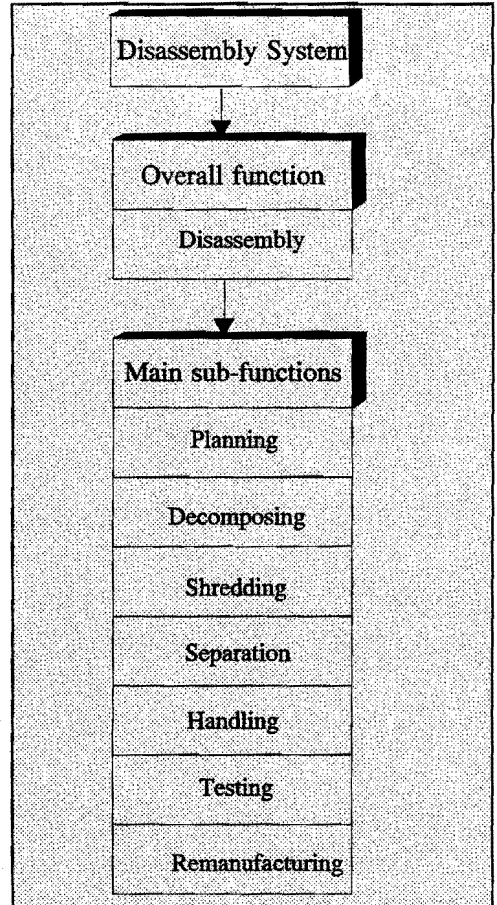 Disassembly System
Overall function
Disassembly
Main sub-functions
Planning
Decomposing
Shredding
Separation
Handling
Testing
Remanufacturing